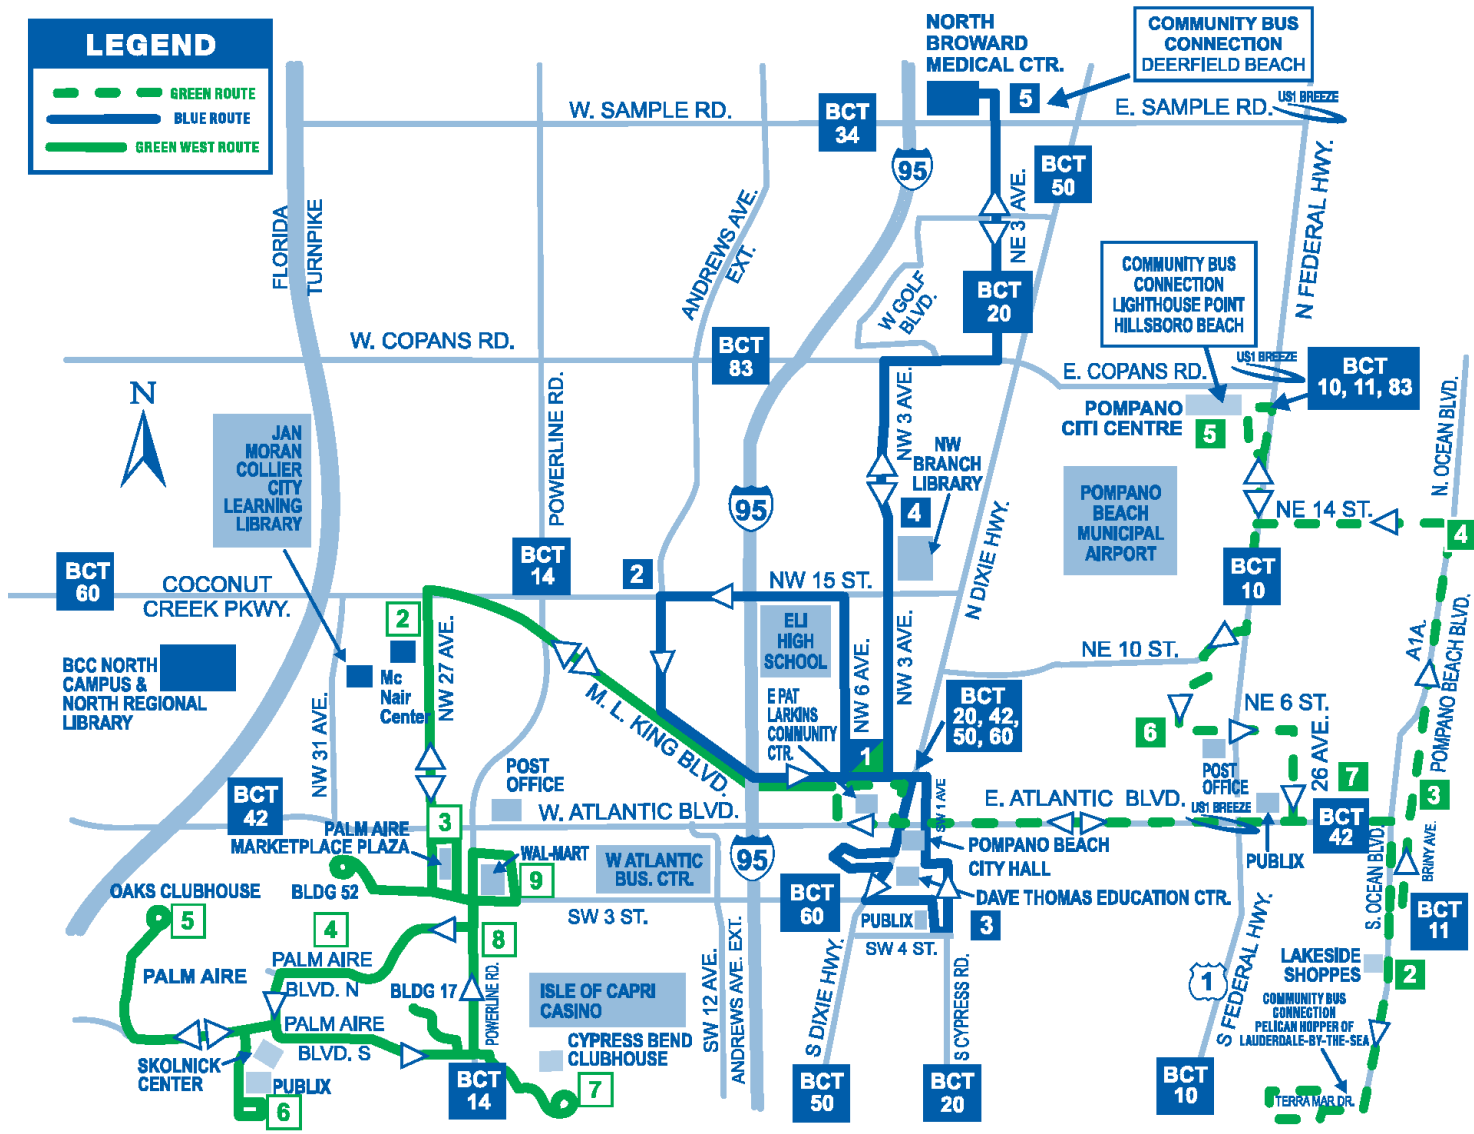 LEGEND
GREEN ROUTE
BLUE ROUTE
GREEN WEST ROUTE
NORTH
BROWARD
MEDICAL CTR.
5
COMMUNITY BUS
CONNECTION
DEERFIELD BEACH
US1 BREEZE
W. SAMPLE RD.
BCT
34
E. SAMPLE RD.
95
BCT
50
FLORIDA
TURNPIKE
ANDREWS AVE.
EXT.
NE 3 AVE.
N FEDERAL HWY.
W GOLF
BLVD.
BCT
20
COMMUNITY BUS
CONNECTION
LIGHTHOUSE POINT
HILLSBORO BEACH
W. COPANS RD.
BCT
83
US1 BREEZE
BCT
10, 11, 83
E. COPANS RD.
N
POWERLINE RD.
NW 3 AVE.
POMPANO
CITI CENTRE
5
N. OCEAN BLVD.
JAN
MORAN
COLLIER
CITY
LEARNING
LIBRARY
NW
BRANCH
LIBRARY
4
95
N DIXIE HWY.
POMPANO
BEACH
MUNICIPAL
AIRPORT
NE 14 ST.
4
BCT
60
COCONUT
CREEK PKWY.
BCT
14
2
NW 15 ST.
BCT
10
2
ELI
HIGH
SCHOOL
NW 6 AVE.
NW 3 AVE.
NE 10 ST.
A1A.
POMPANO BEACH BLVD.
BCC NORTH
CAMPUS &
NORTH REGIONAL
LIBRARY
Mc
Nair
Center
NW 27 AVE.
NW 31 AVE.
M. L. KING BLVD.
E PAT
LARKINS
COMMUNITY
CTR.
1
BCT
20, 42,
50, 60
6
NE 6 ST.
26 AVE.
POST
OFFICE
POST
OFFICE
7
3
BCT
42
W. ATLANTIC BLVD.
SW 1 AVE
E. ATLANTIC BLVD.
US1 BREEZE
BCT
42
3
PALM AIRE
MARKETPLACE PLAZA
WAL-MART
9
W ATLANTIC
BUS. CTR.
95
POMPANO BEACH
CITY HALL
PUBLIX
S. OCEAN BLVD.
BRINY AVE.
OAKS CLUBHOUSE
BLDG 52
5
4
SW 3 ST.
BCT
60
DAVE THOMAS EDUCATION CTR.
PUBLIX
3
BCT
11
8
SW 4 ST.
PALM AIRE
PALM AIRE
BLVD. N
BLDG 17
POWERLINE RD.
ISLE OF CAPRI
CASINO
SW 12 AVE.
ANDREWS AVE. EXT.
S DIXIE HWY.
S CYPRESS RD.
1
S FEDERAL HWY.
LAKESIDE
SHOPPES
2
COMMUNITY BUS
CONNECTION
PELICAN HOPPER OF
LAUDERDALE-BY-THE-SEA
PALM AIRE
BLVD. S
SKOLNICK
CENTER
PUBLIX
6
CYPRESS BEND
CLUBHOUSE
7
BCT
14
BCT
50
BCT
20
BCT
10
TERRA MAR DR.